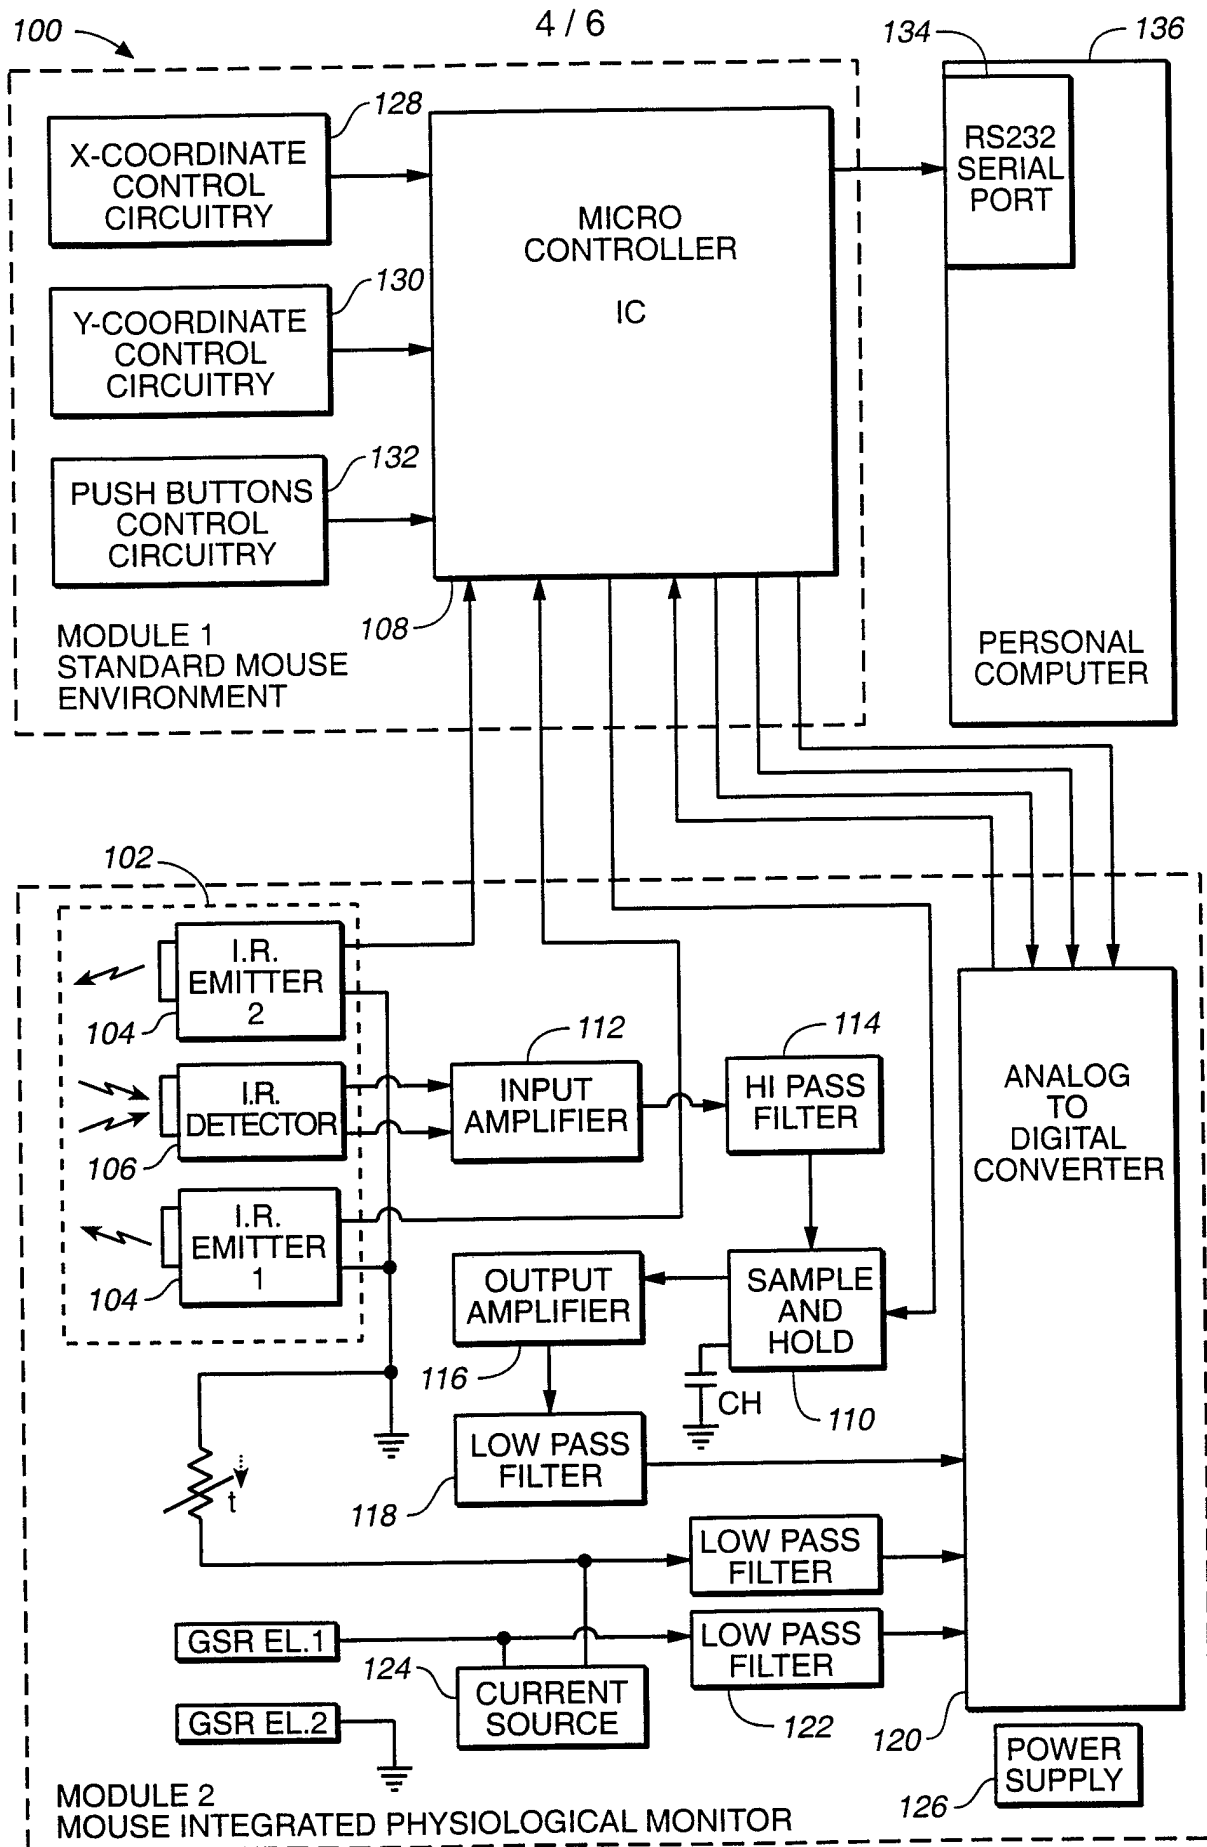 4 / 6
100
134
136
128
X-COORDINATE
CONTROL
CIRCUITRY
MICRO
CONTROLLER
IC
RS232
SERIAL
PORT
130
Y-COORDINATE
CONTROL
CIRCUITRY
132
PUSH BUTTONS
CONTROL
CIRCUITRY
108
MODULE 1
STANDARD MOUSE
ENVIRONMENT
PERSONAL
COMPUTER
102
I.R.
EMITTER
2
104
I.R.
DETECTOR
106
I.R.
EMITTER
1
104
112
INPUT
AMPLIFIER
114
HI PASS
FILTER
ANALOG
TO
DIGITAL
CONVERTER
OUTPUT
AMPLIFIER
116
SAMPLE
AND
HOLD
110
CH
LOW PASS
FILTER
118
t
LOW PASS
FILTER
GSR EL.1
LOW PASS
FILTER
122
124
CURRENT
SOURCE
GSR EL.2
120
POWER
SUPPLY
126
MODULE 2
MOUSE INTEGRATED PHYSIOLOGICAL MONITOR